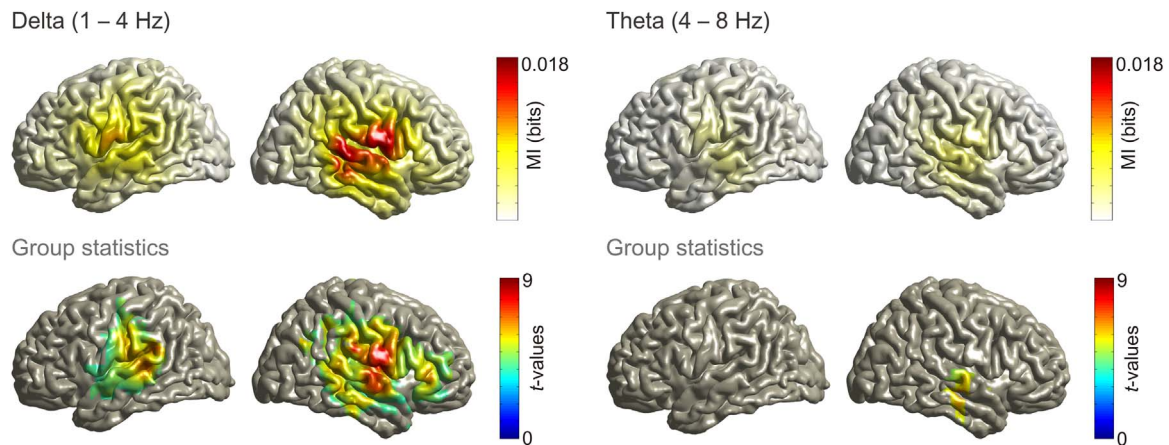 Delta (1 – 4 Hz)
Theta (4 – 8 Hz)
0.018
MI (bits)
0.018
MI (bits)
Group statistics
Group statistics
9
t-values
0
9
t-values
0